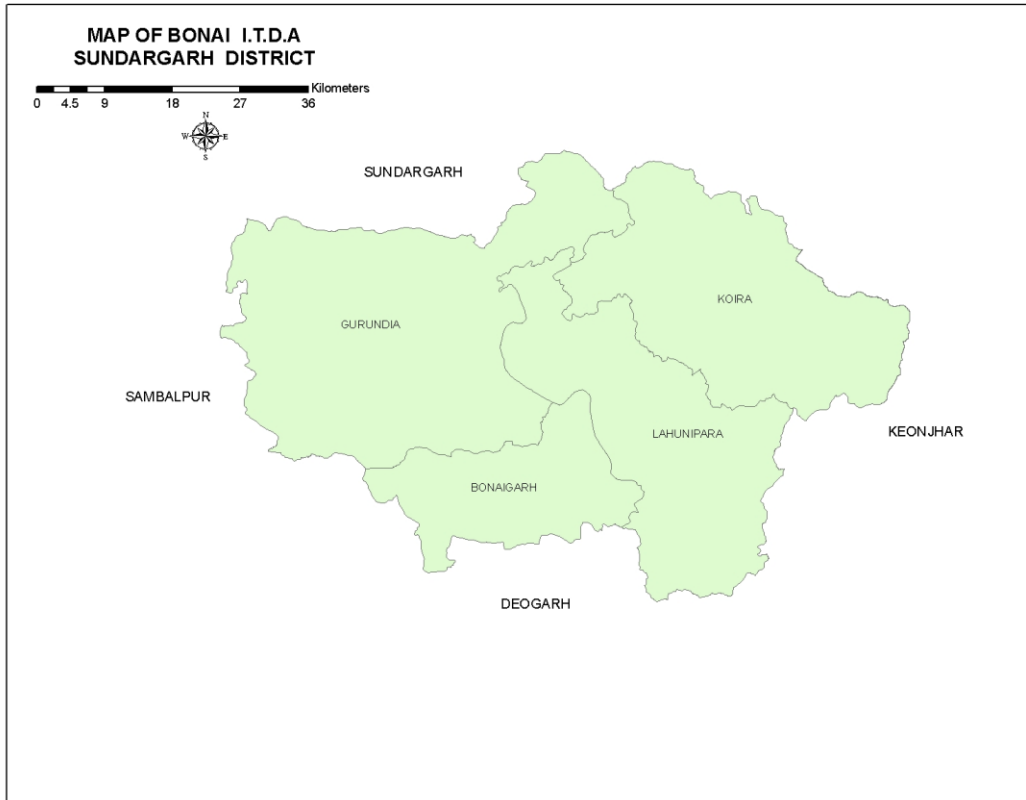 MAP OF BONAI I.T.D.A
SUNDARGARH DISTRICT
Kilometers
0 4.5 9 18 27 36
N
W E
S
SUNDARGARH
KOIRA
GURUNDIA
SAMBALPUR
KEONJHAR
LAHUNIPARA
BONAIGARH
DEOGARH